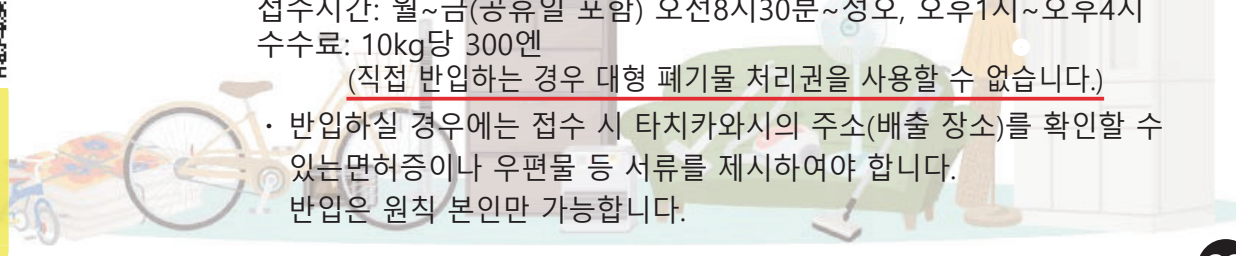 접수시간: 월~금(공휴일 포함) 오전8시30분~정오, 오후1시~오후4시
수수료: 10kg당 300엔
(직접 반입하는 경우 대형 폐기물 처리권을 사용할 수 없습니다.)
· 반입하실 경우에는 접수 시 타치카와시의 주소(배출 장소)를 확인할 수
있는면허증이나 우편물 등 서류를 제시하여야 합니다.
반입은 원칙 본인만 가능합니다.